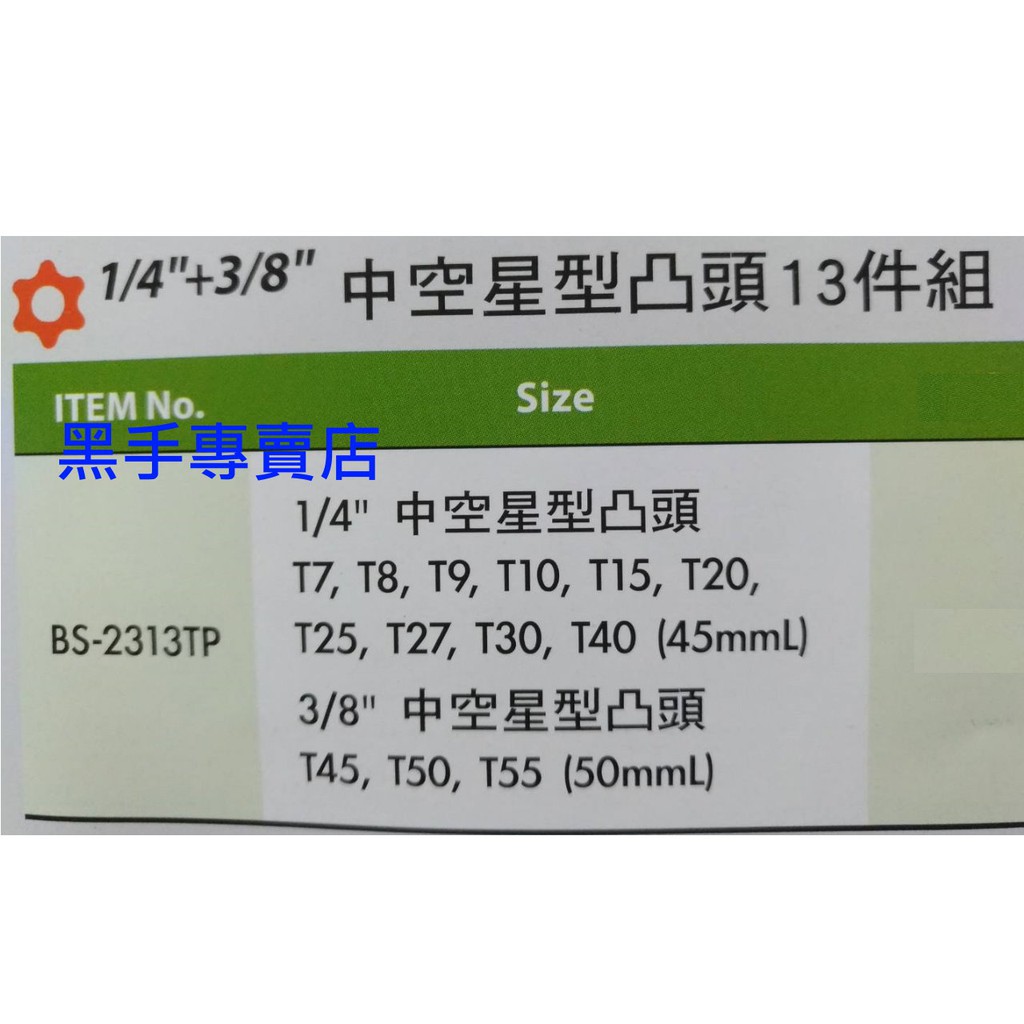 1/4"+3/8" 中空星型凸頭13件組
ITEM No. Size
黑手專賣店
1/4" 中空星型凸頭
T7, T8, T9, T10, T15, T20,
BS-2313TP
T25, T27, T30, T40 (45mmL)
3/8" 中空星型凸頭
T45, T50, T55 (50mmL)